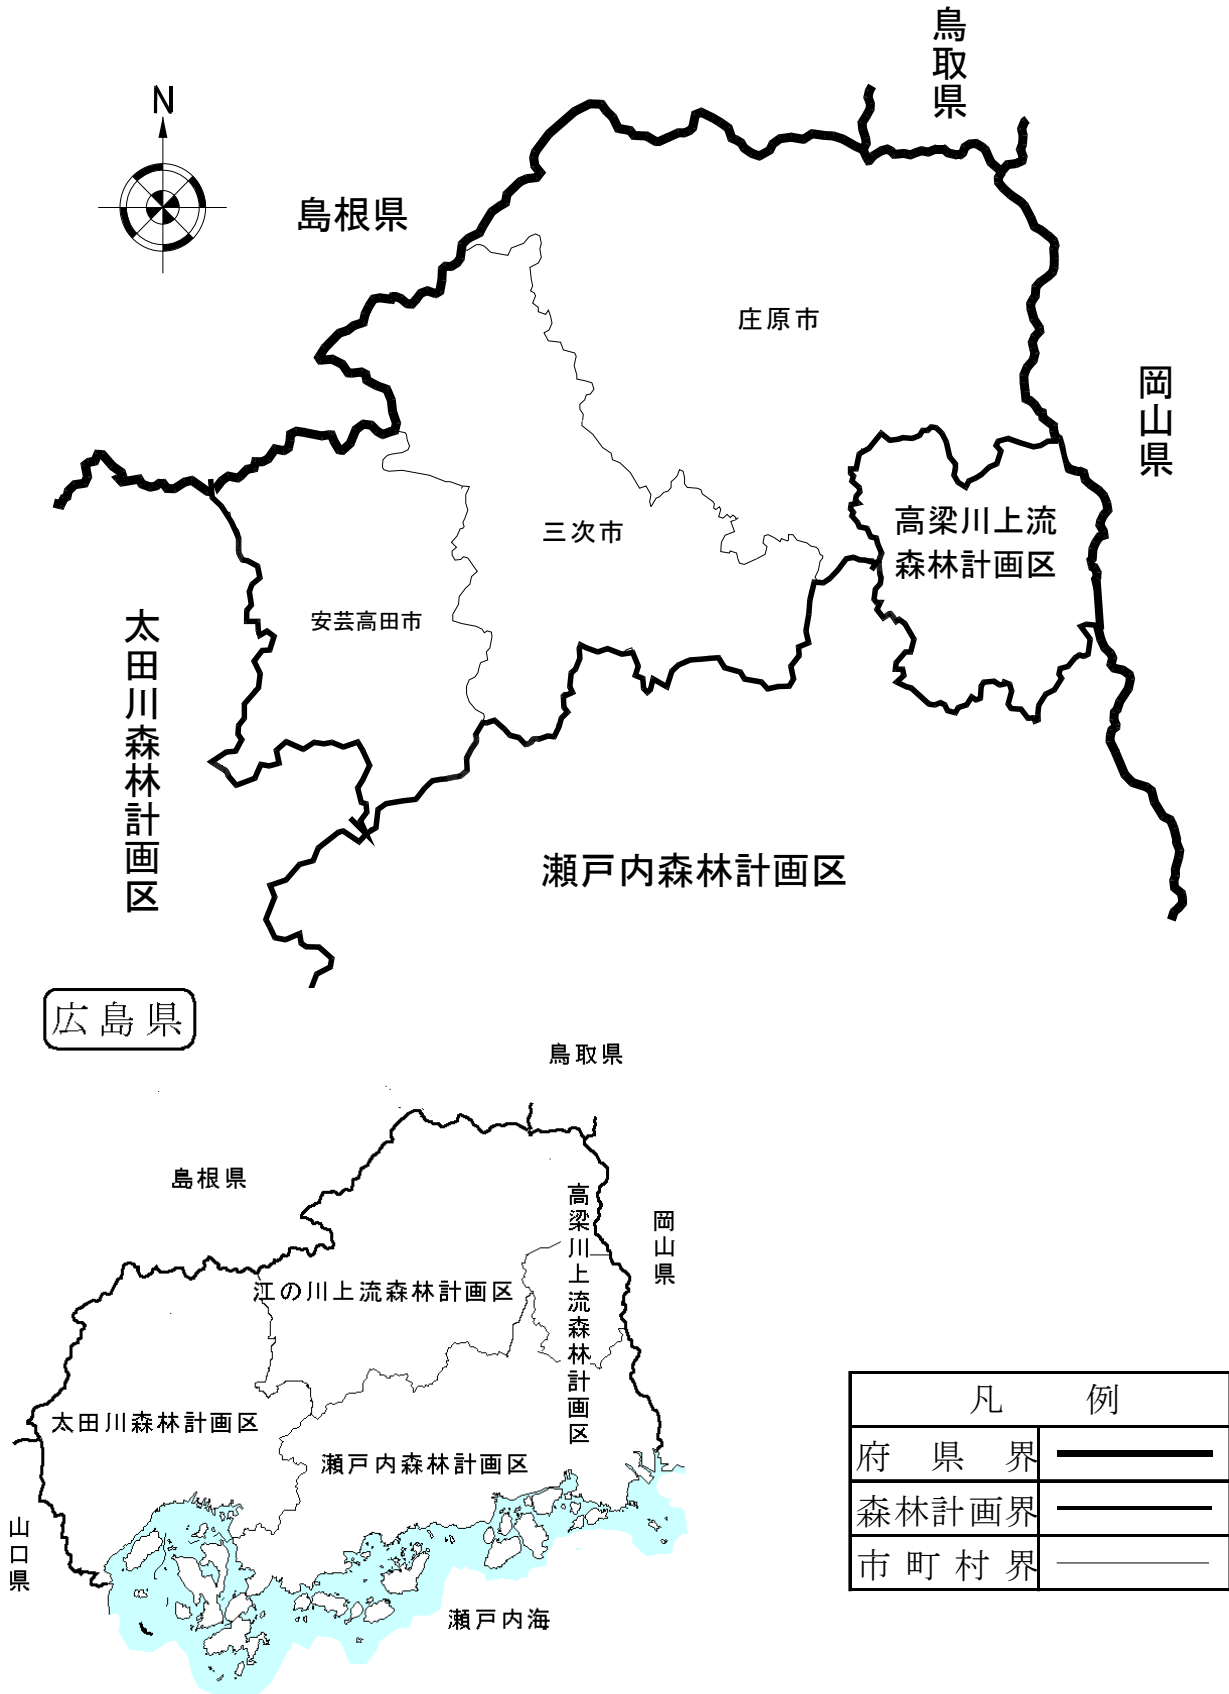 鳥取県
N
島根県
庄原市
岡山県
高梁川上流
森林計画区
三次市
安芸高田市
太田川森林計画区
瀬戸内森林計画区
広島県
鳥取県
島根県
高梁川上流森林計画区
岡山県
江の川上流森林計画区
太田川森林計画区
瀬戸内森林計画区
山口県
瀬戸内海
凡 例
府 県 界
森林計画界
市 町 村 界